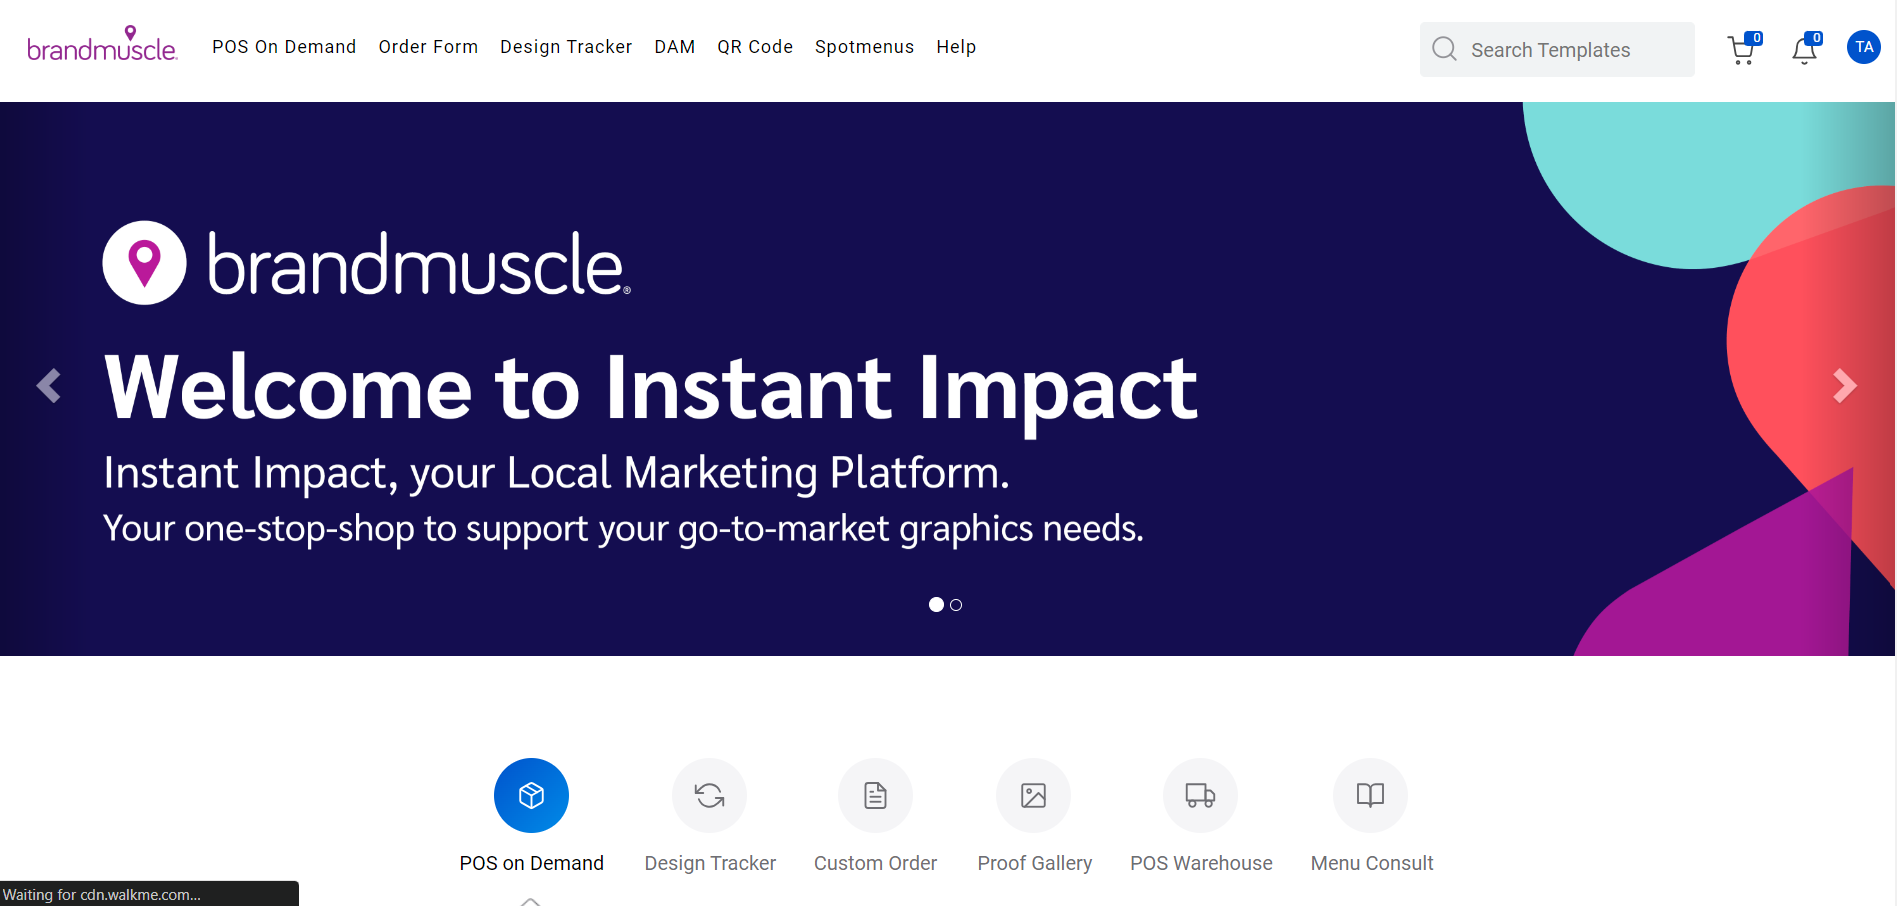 brandmuscle.
POS On Demand Order Form Design Tracker DAM QR Code Spotmenus Help
Search Templates
0
0
TA
brandmuscle.®
Welcome to Instant Impact
Instant Impact, your Local Marketing Platform.
Your one-stop-shop to support your go-to-market graphics needs.
POS on Demand Design Tracker Custom Order Proof Gallery POS Warehouse Menu Consult
Waiting for cdn.walkme.com...